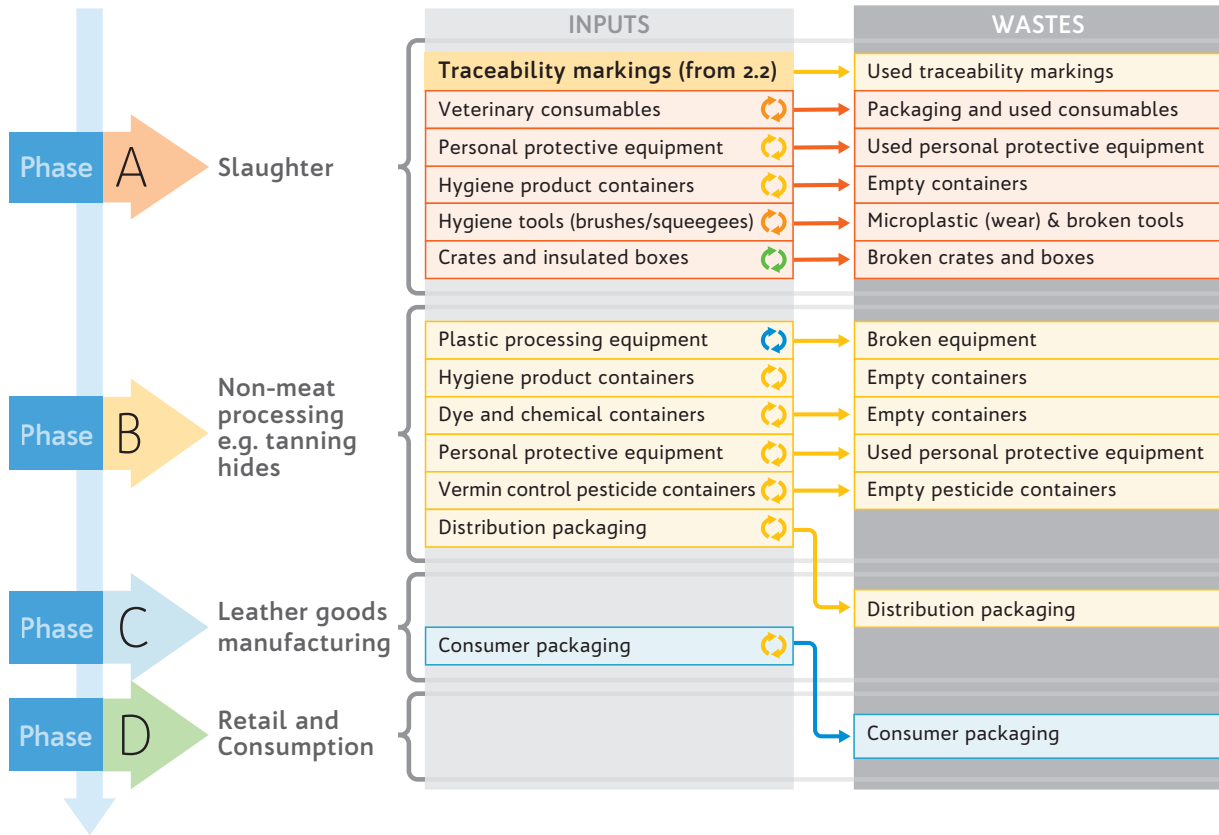 INPUTS
WASTES
Phase
A
Slaughter
Traceability markings (from 2.2)
Used traceability markings
Veterinary consumables
Packaging and used consumables
Personal protective equipment
Used personal protective equipment
Hygiene product containers
Empty containers
Hygiene tools (brushes/squeegees)
Microplastic (wear) & broken tools
Crates and insulated boxes
Broken crates and boxes
Phase
B
Non-meat
processing
e.g. tanning
hides
Plastic processing equipment
Broken equipment
Hygiene product containers
Empty containers
Dye and chemical containers
Empty containers
Personal protective equipment
Used personal protective equipment
Vermin control pesticide containers
Empty pesticide containers
Distribution packaging
Phase
C
Leather goods
manufacturing
Distribution packaging
Consumer packaging
Phase
D
Retail and
Consumption
Consumer packaging